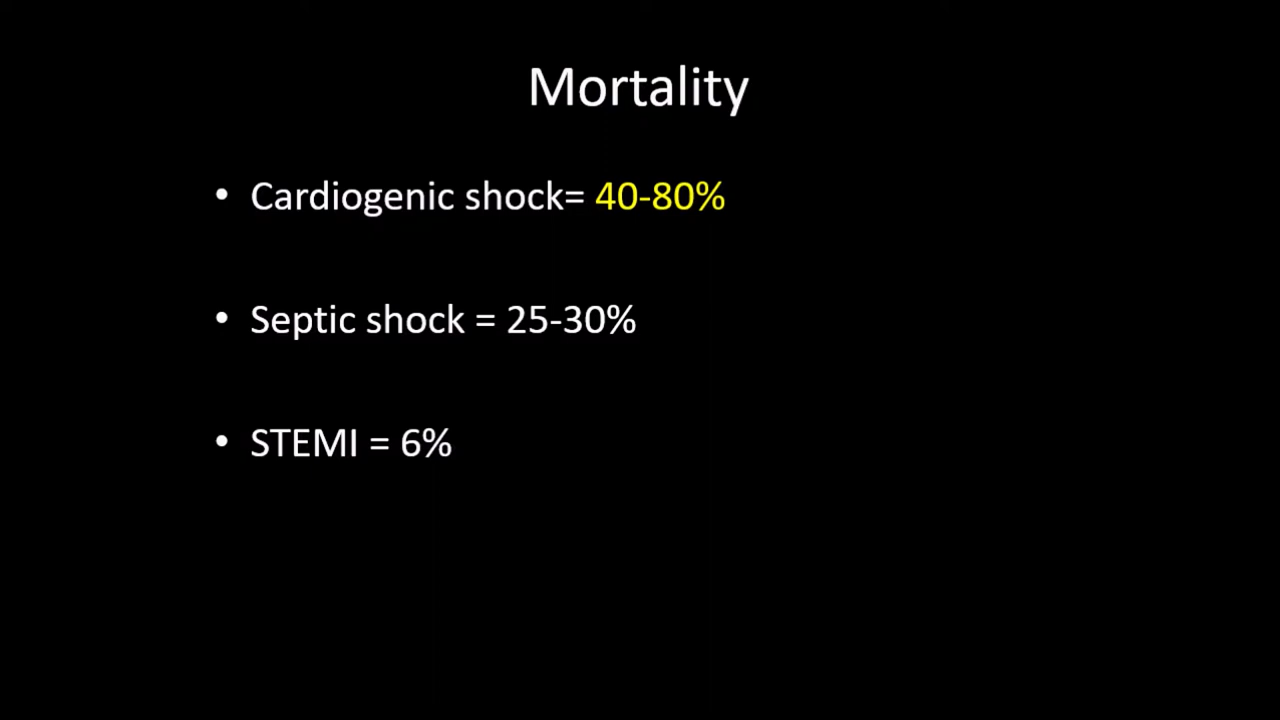 Mortality
• Cardiogenic shock= 40-80%
• Septic shock = 25-30%
• STEMI = 6%